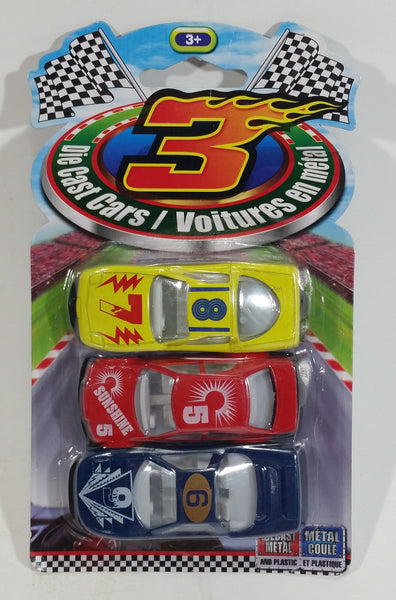 3+
3
Die Cast Cars / Voitures en métal
7
8
SUNSHINE
5
5
6
DIECAST
METAL
AND PLASTIC
MÉTAL
COULÉ
ET PLASTIQUE